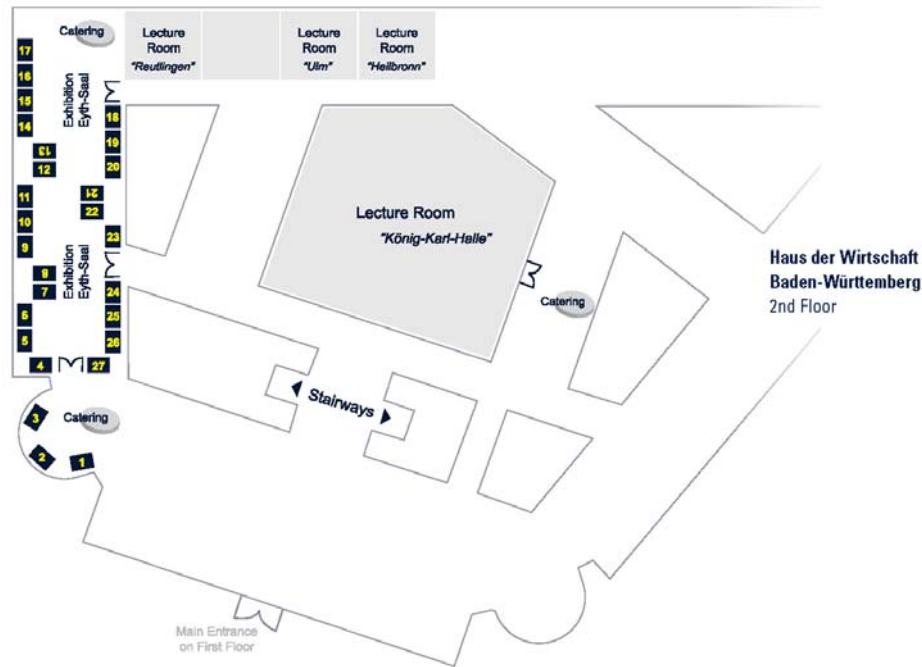 Catering
Lecture
Room
"Reutlingen"
Lecture
Room
"Ulm"
Lecture
Room
"Heilbronn"
17
16
15
14
Exhibition
Eyth-Saal
18
19
20
13
12
21
22
11
10
9
23
Exhibition
Eyth-Saal
8
7
24
25
26
6
5
4
27
Lecture Room
"König-Karl-Halle"
Catering
Haus der Wirtschaft
Baden-Württemberg
2nd Floor
Stairways
3
Catering
2
1
Main Entrance
on First Floor